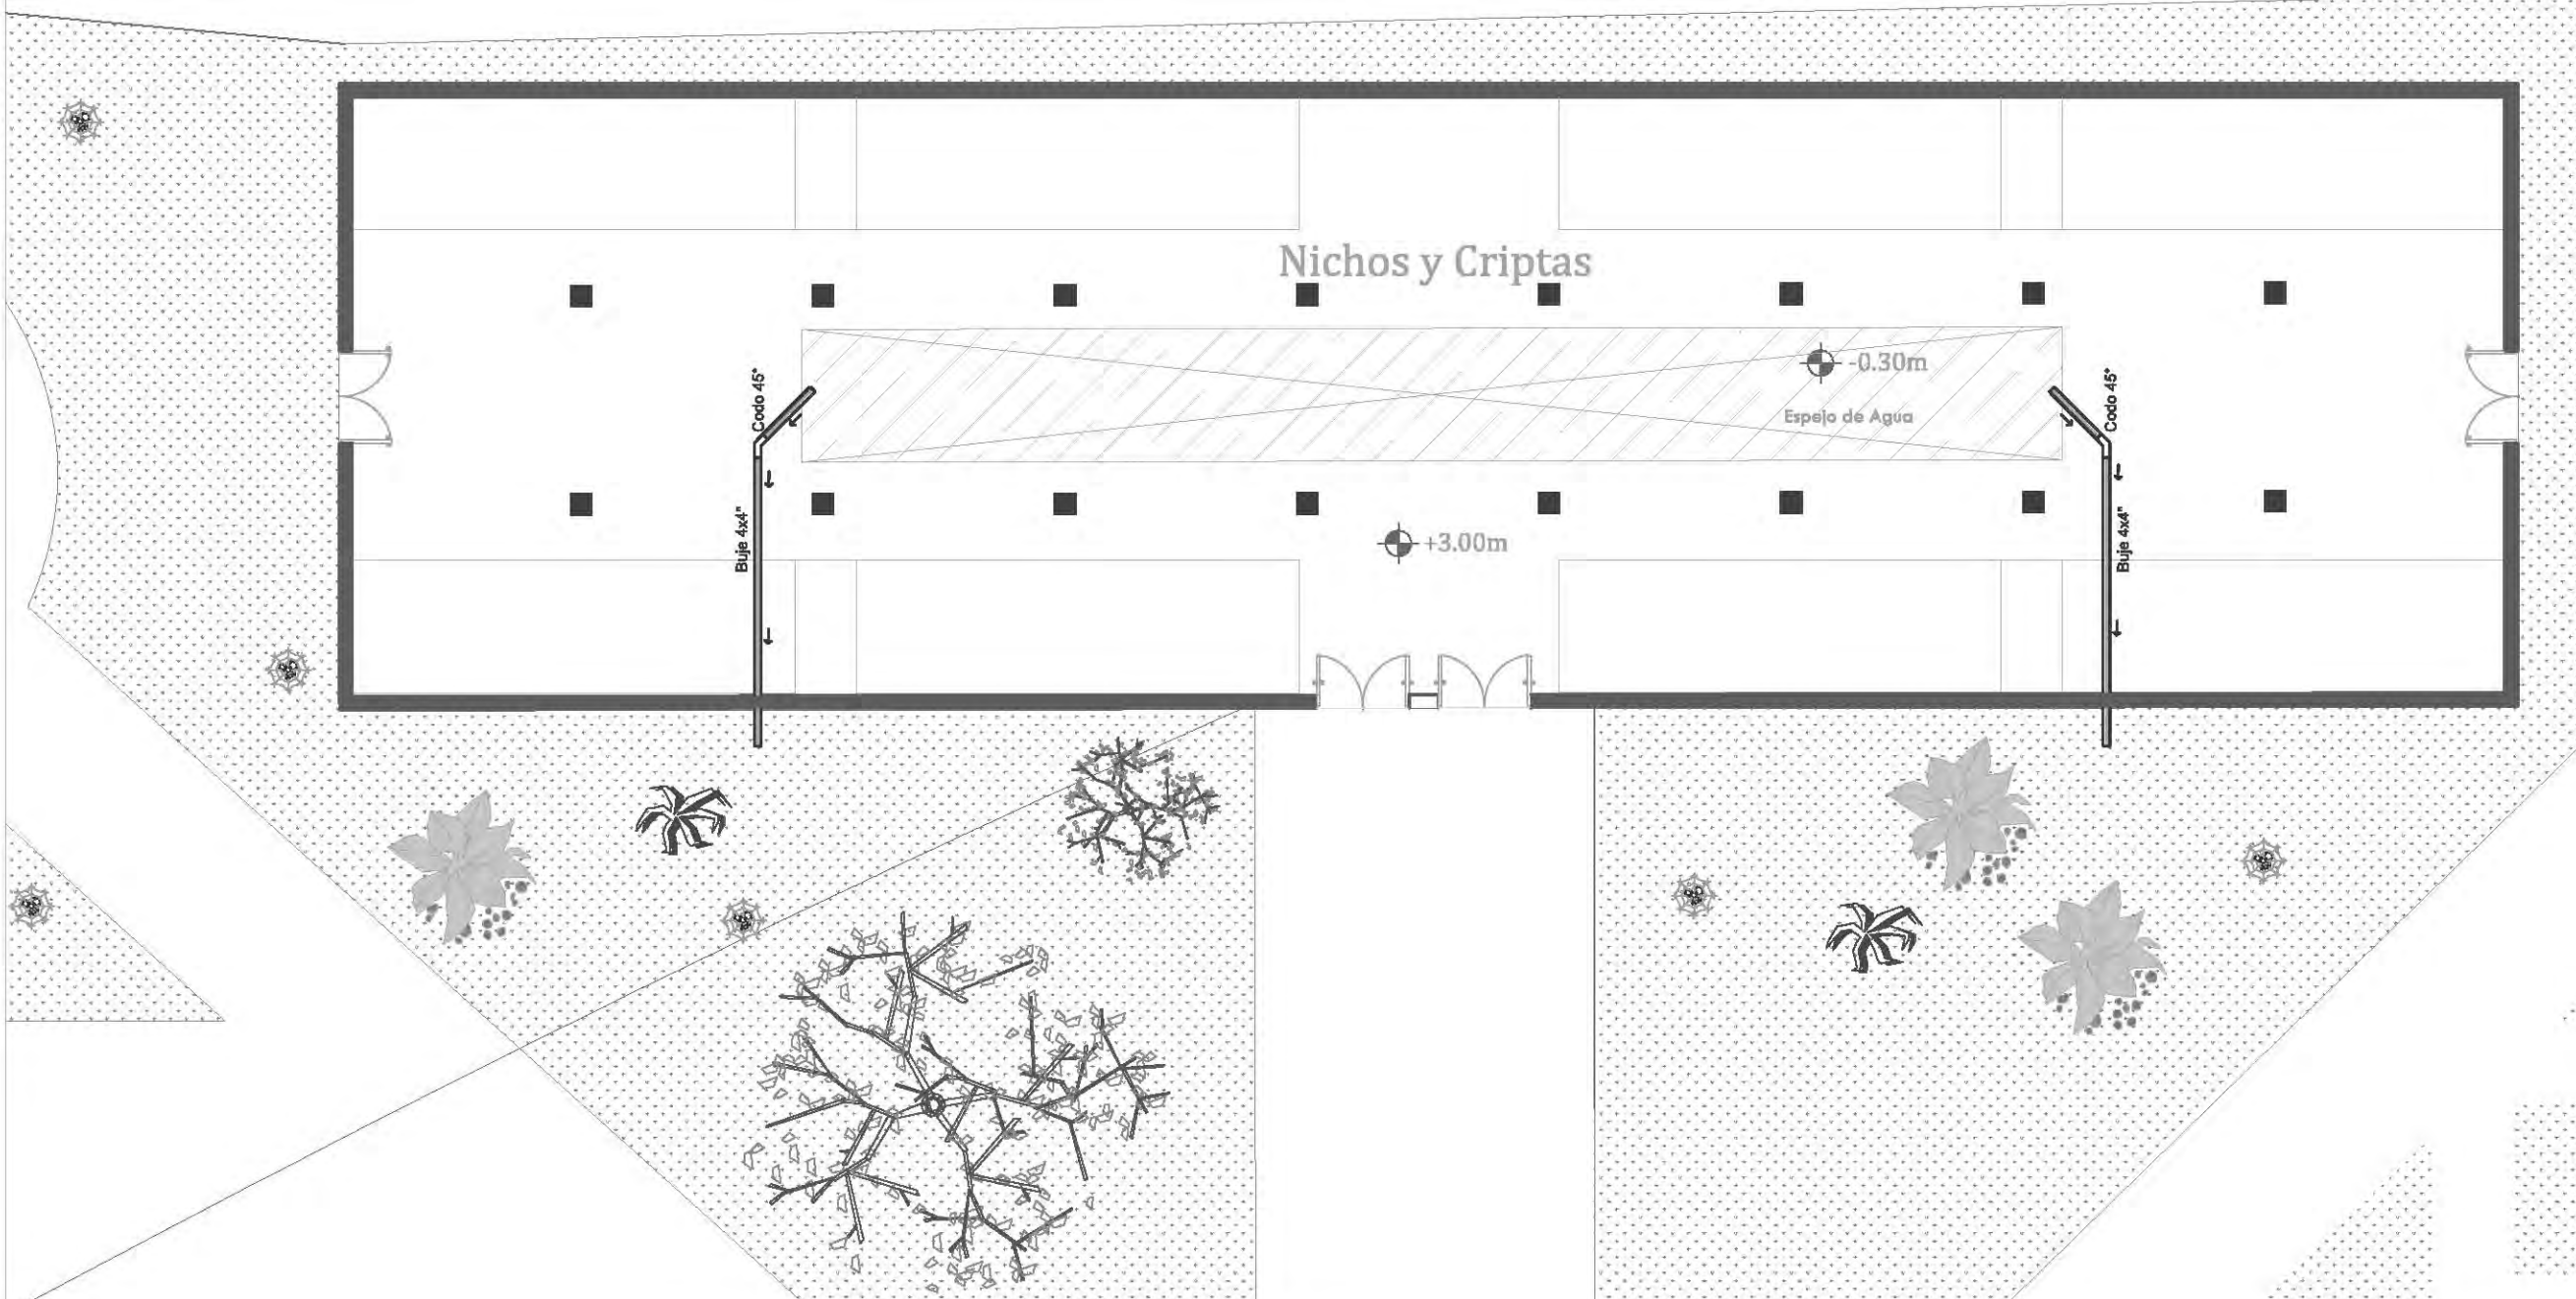 Nichos y Criptas
-0.30m
Espejo de Agua
Codo 45°
Codo 45°
Buje 4x4"
Buje 4x4"
+3.00m